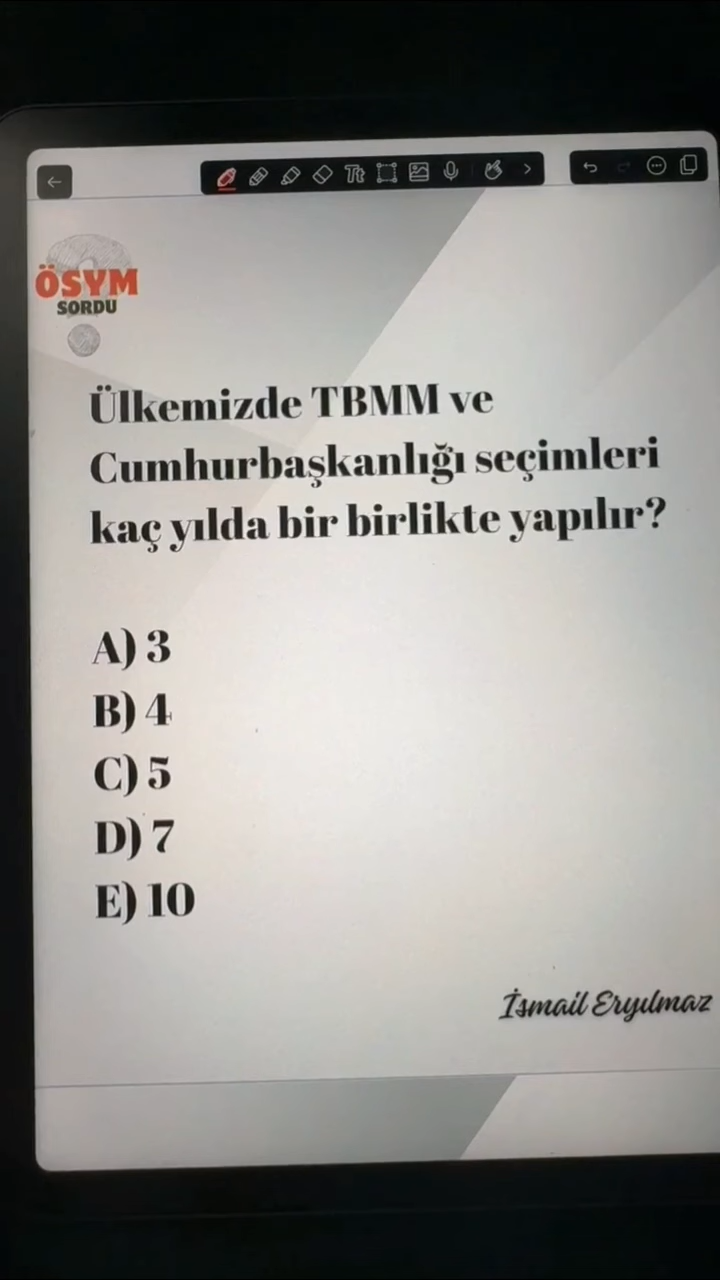 Tt
ÖSYM
SORDU
Ülkemizde TBMM ve
Cumhurbaşkanlığı seçimleri
kaç yılda bir birlikte yapılır?
A) 3
B) 4
C) 5
D) 7
E) 10
İsmail Eryılmaz